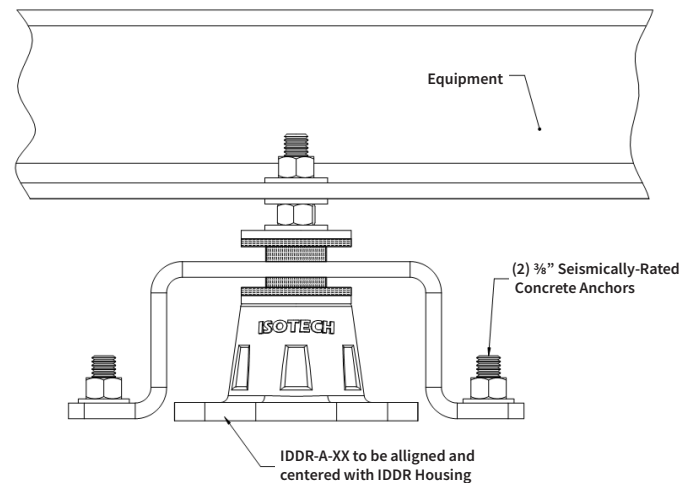 Equipment
(2) ⅜” Seismically-Rated
Concrete Anchors
ISOTECH
IDDR-A-XX to be alligned and
centered with IDDR Housing